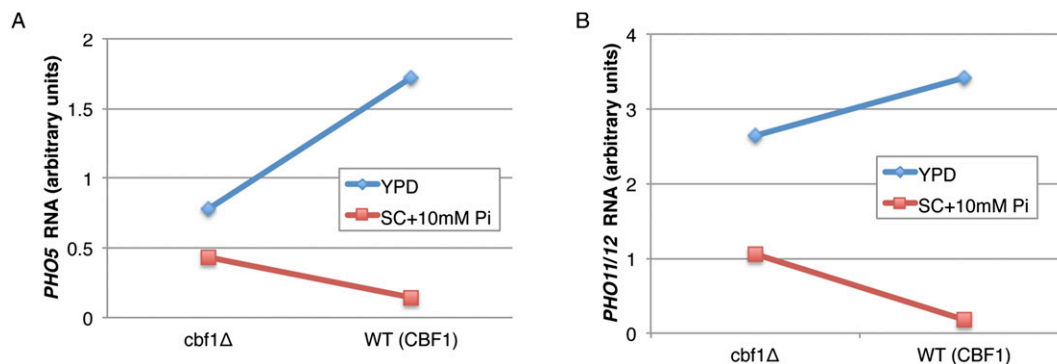 A
PHO5 RNA (arbitrary units)
2
1.5
1
0.5
0
YPD
SC+10mM Pi
cbf1Δ
WT (CBF1)
B
PHO11/12 RNA (arbitrary units)
4
3
2
1
0
YPD
SC+10mM Pi
cbf1Δ
WT (CBF1)